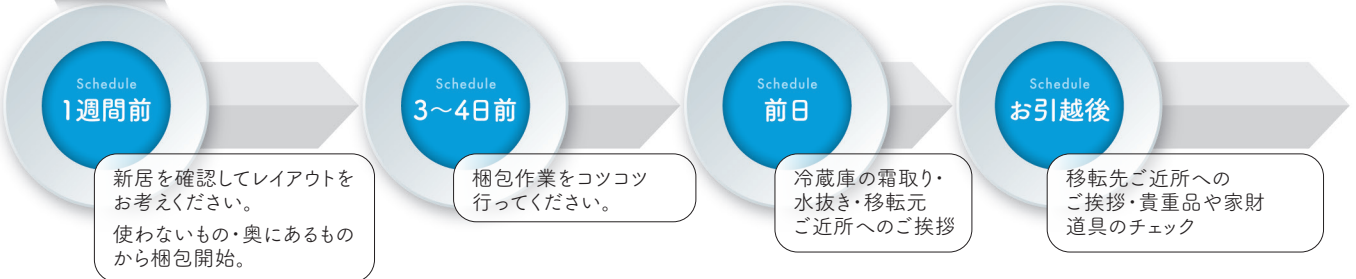 Schedule
1週間前
新居を確認してレイアウトを
お考えください。
使わないもの・奥にあるもの
から梱包開始。
Schedule
3～4日前
梱包作業をコツコツ
行ってください。
Schedule
前日
冷蔵庫の霜取り・
水抜き・移転元
ご近所へのご挨拶
Schedule
お引越後
移転先ご近所への
ご挨拶・貴重品や家財
道具のチェック